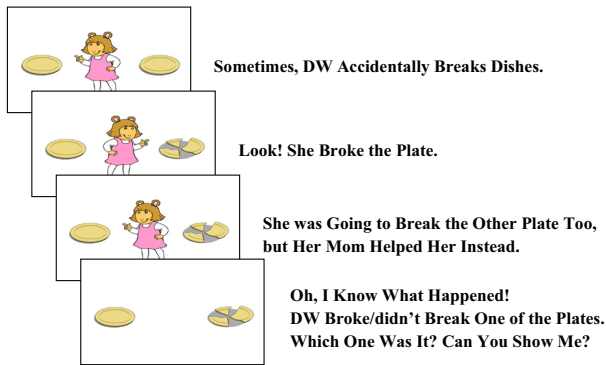 Sometimes, DW Accidentally Breaks Dishes.
Look! She Broke the Plate.
She was Going to Break the Other Plate Too,
but Her Mom Helped Her Instead.
Oh, I Know What Happened!
DW Broke/didn't Break One of the Plates.
Which One Was It? Can You Show Me?